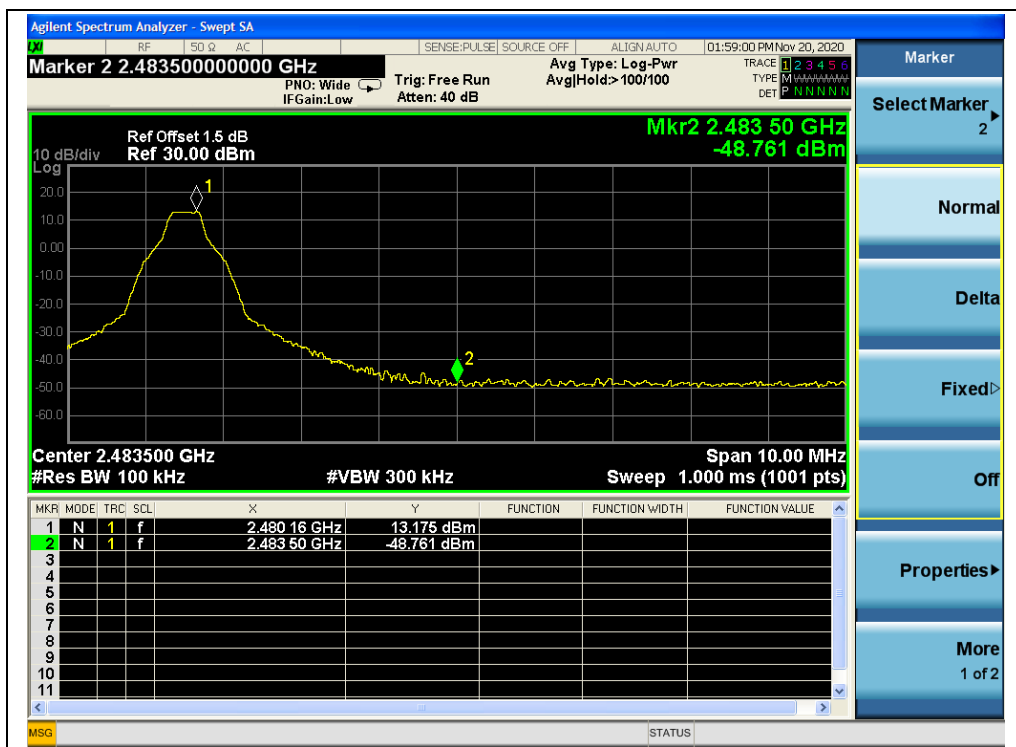 Agilent Spectrum Analyzer - Swept SA
LXI RF 50 Ω AC SENSE:PULSE SOURCE OFF ALIGN AUTO 01:59:00 PM Nov 20, 2020
Marker 2 2.483500000000 GHz
PNO: Wide
IFGain:Low
Trig: Free Run
Atten: 40 dB
Avg Type: Log-Pwr
Avg|Hold:>100/100
TRACE 1 2 3 4 5 6
TYPE M
DET P N N N N N
Mkr2 2.483 50 GHz
-48.761 dBm
Ref Offset 1.5 dB
10 dB/div Ref 30.00 dBm
Log
20.0
10.0
0.00
-10.0
-20.0
-30.0
-40.0
-50.0
-60.0
1
2
Center 2.483500 GHz Span 10.00 MHz
#Res BW 100 kHz #VBW 300 kHz Sweep 1.000 ms (1001 pts)
MKR MODE TRC SCL X Y FUNCTION FUNCTION WIDTH FUNCTION VALUE
1 N 1 f 2.480 16 GHz 13.175 dBm
2 N 1 f 2.483 50 GHz -48.761 dBm
3
4
5
6
7
8
9
10
11
MSG STATUS
Marker
Select Marker
2
Normal
Delta
Fixed
Off
Properties
More
1 of 2